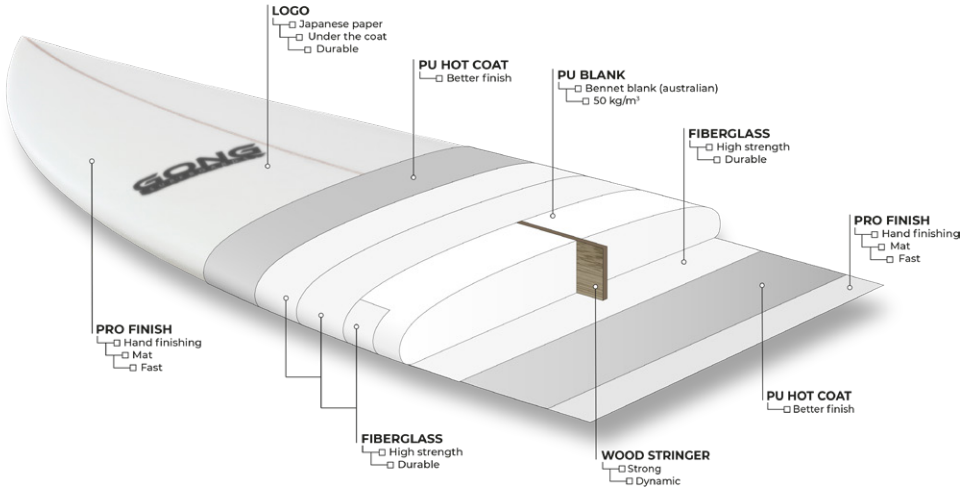 LOGO
Japanese paper
Under the coat
Durable
PU HOT COAT
Better finish
PU BLANK
Bennet blank (australian)
50 kg/m³
FIBERGLASS
High strength
Durable
PRO FINISH
Hand finishing
Mat
Fast
GONG
PRO FINISH
Hand finishing
Mat
Fast
FIBERGLASS
High strength
Durable
WOOD STRINGER
Strong
Dynamic
PU HOT COAT
Better finish